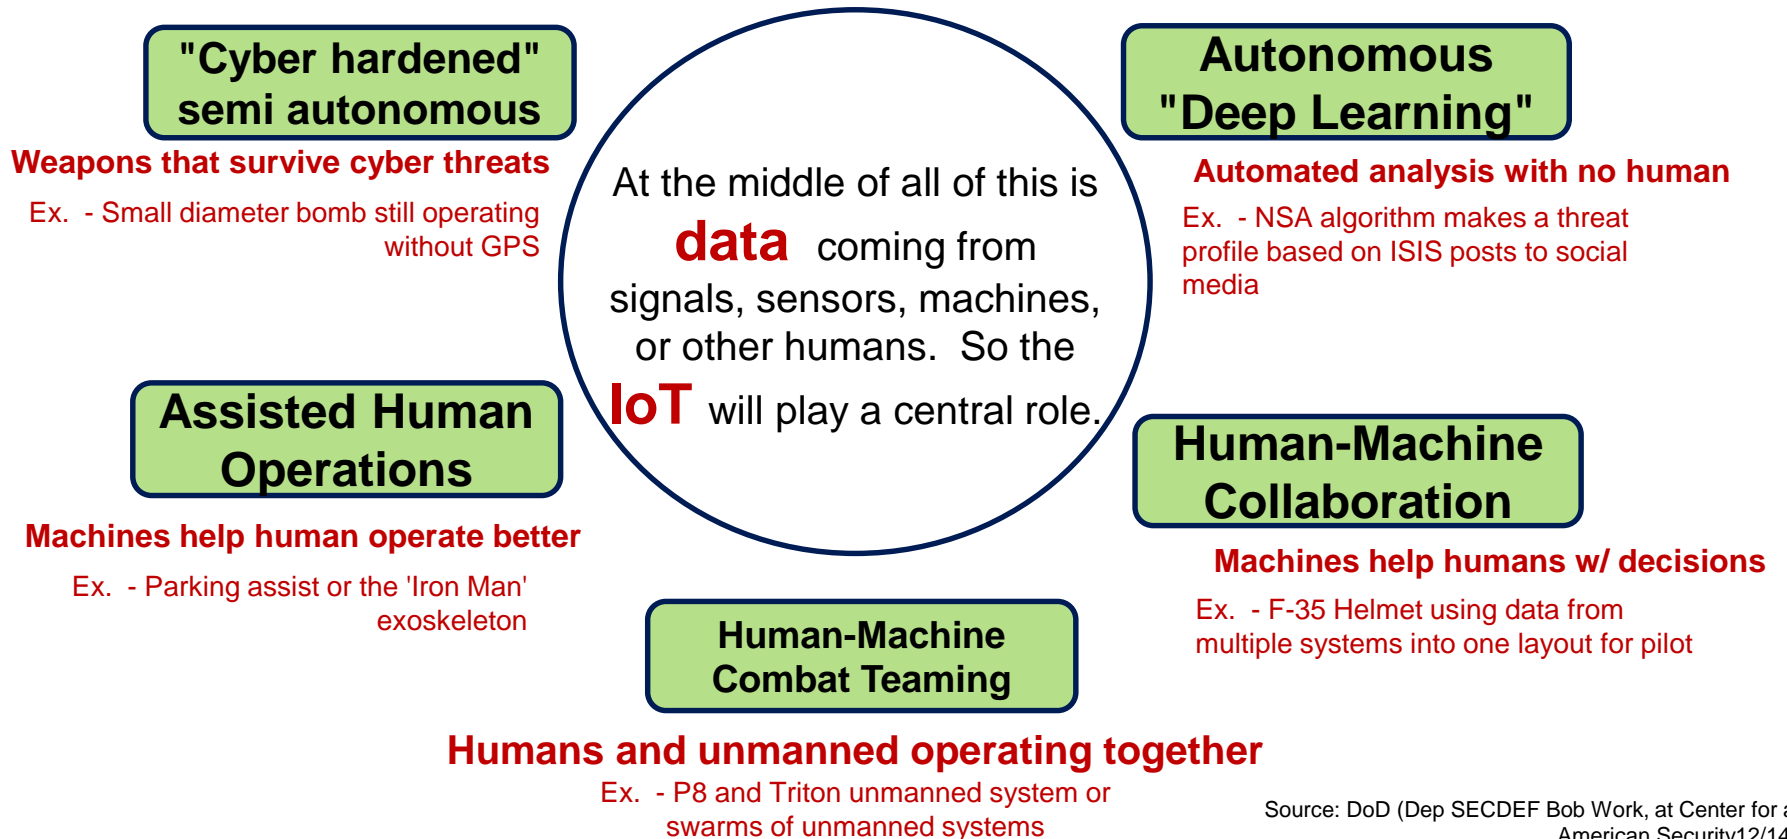 "Cyber hardened"
semi autonomous
Weapons that survive cyber threats
Ex.  - Small diameter bomb still operating
without GPS
Autonomous
"Deep Learning"
Automated analysis with no human
Ex.  - NSA algorithm makes a threat
profile based on ISIS posts to social
media
At the middle of all of this is
data  coming from
signals, sensors, machines,
or other humans.  So the
IoT will play a central role.
Assisted Human
Operations
Machines help human operate better
Ex.  - Parking assist or the 'Iron Man'
exoskeleton
Human-Machine
Collaboration
Machines help humans w/ decisions
Ex.  - F-35 Helmet using data from
multiple systems into one layout for pilot
Human-Machine
Combat Teaming
Humans and unmanned operating together
Ex.  - P8 and Triton unmanned system or
swarms of unmanned systems
Source: DoD (Dep SECDEF Bob Work, at Center for a
American Security12/14